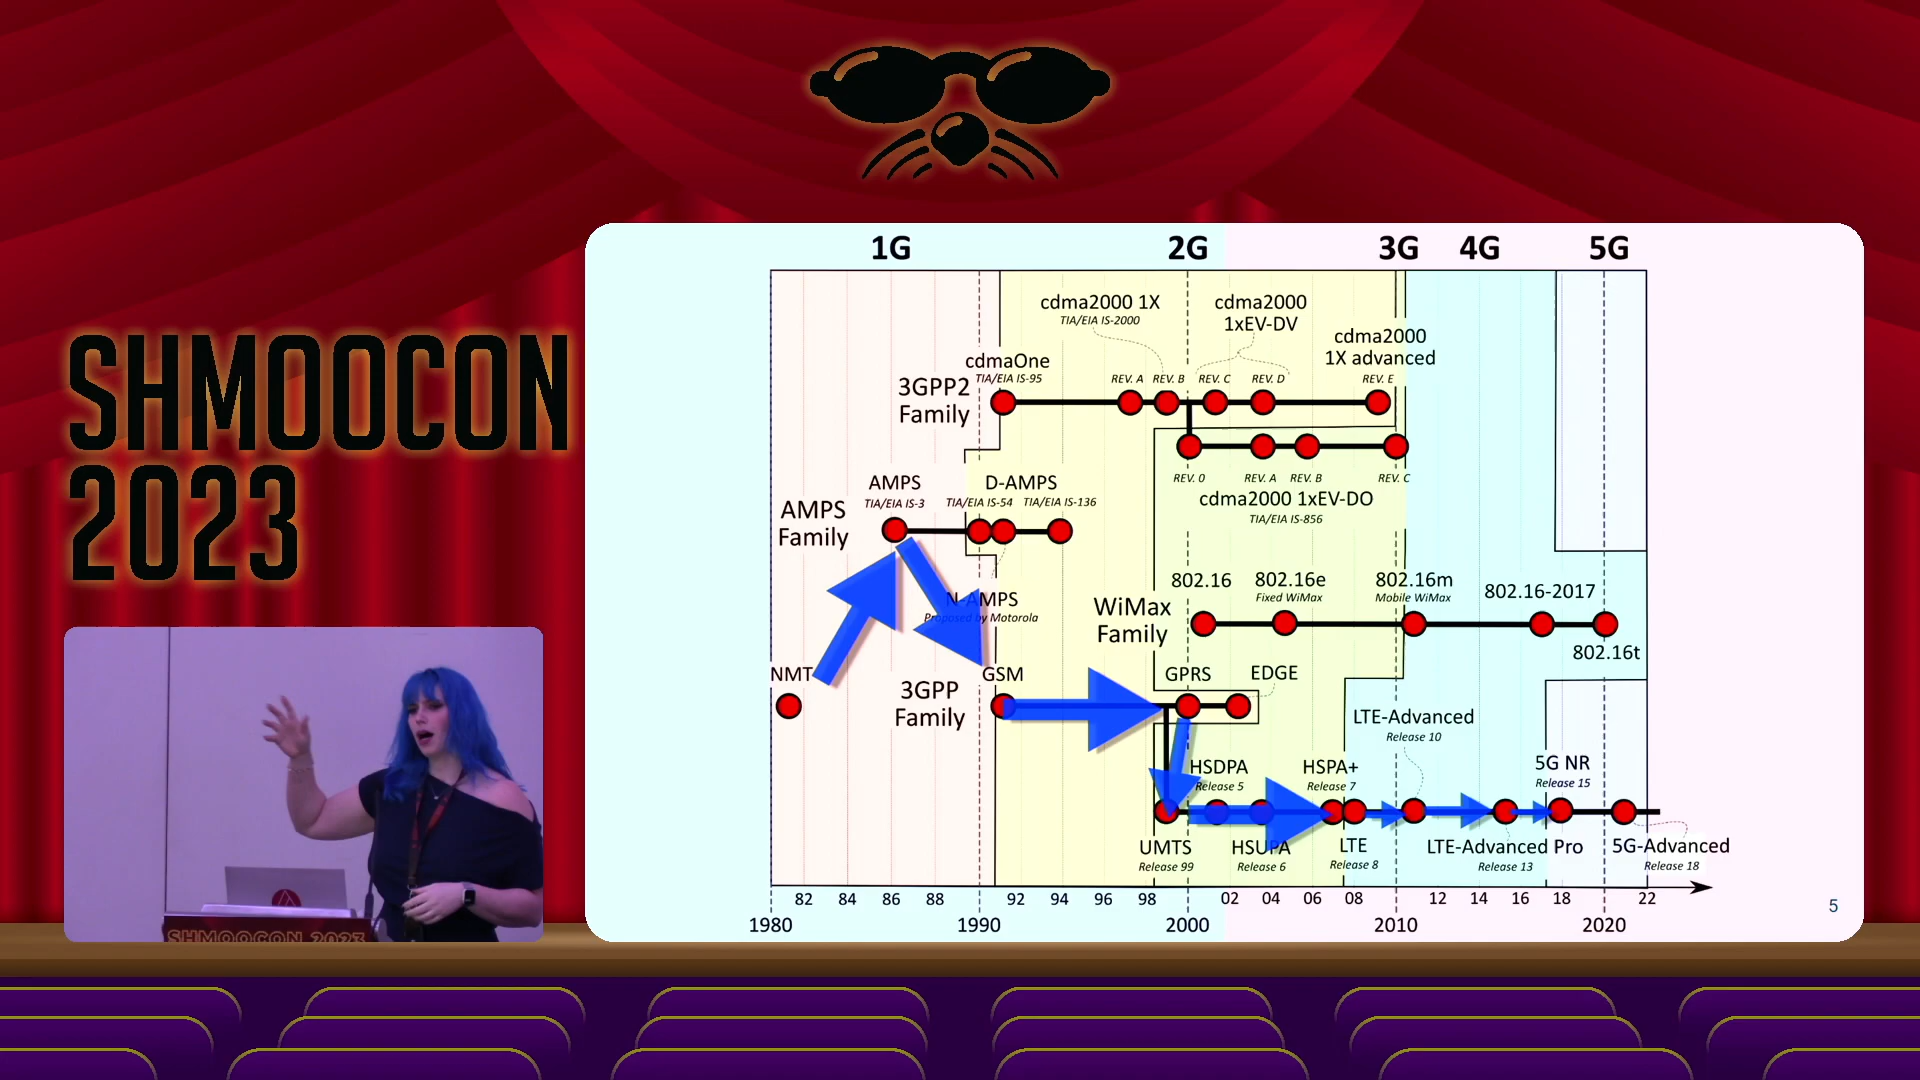 SHMOOCON
2023
SHMOOCON 2023
1G 2G 3G 4G 5G
cdma2000 1X
TIA/EIA IS-2000
cdma2000
1xEV-DV
cdma2000
1X advanced
cdmaOne
TIA/EIA IS-95
REV. A REV. B REV. C REV. D REV. E
3GPP2
Family
REV. 0 REV. A REV. B REV. C
cdma2000 1xEV-DO
TIA/EIA IS-856
AMPS
TIA/EIA IS-3
D-AMPS
TIA/EIA IS-54 TIA/EIA IS-136
AMPS
Family
N-AMPS
Proposed by Motorola
802.16
802.16e
Fixed WiMax
802.16m
Mobile WiMax
802.16-2017
802.16t
WiMax
Family
NMT
GSM
GPRS
EDGE
3GPP
Family
LTE-Advanced
Release 10
HSDPA
Release 5
HSPA+
Release 7
5G NR
Release 15
UMTS
Release 99
HSUPA
Release 6
LTE
Release 8
LTE-Advanced Pro
Release 13
5G-Advanced
Release 18
82 84 86 88 92 94 96 98 02 04 06 08 12 14 16 18 22
1980 1990 2000 2010 2020
5